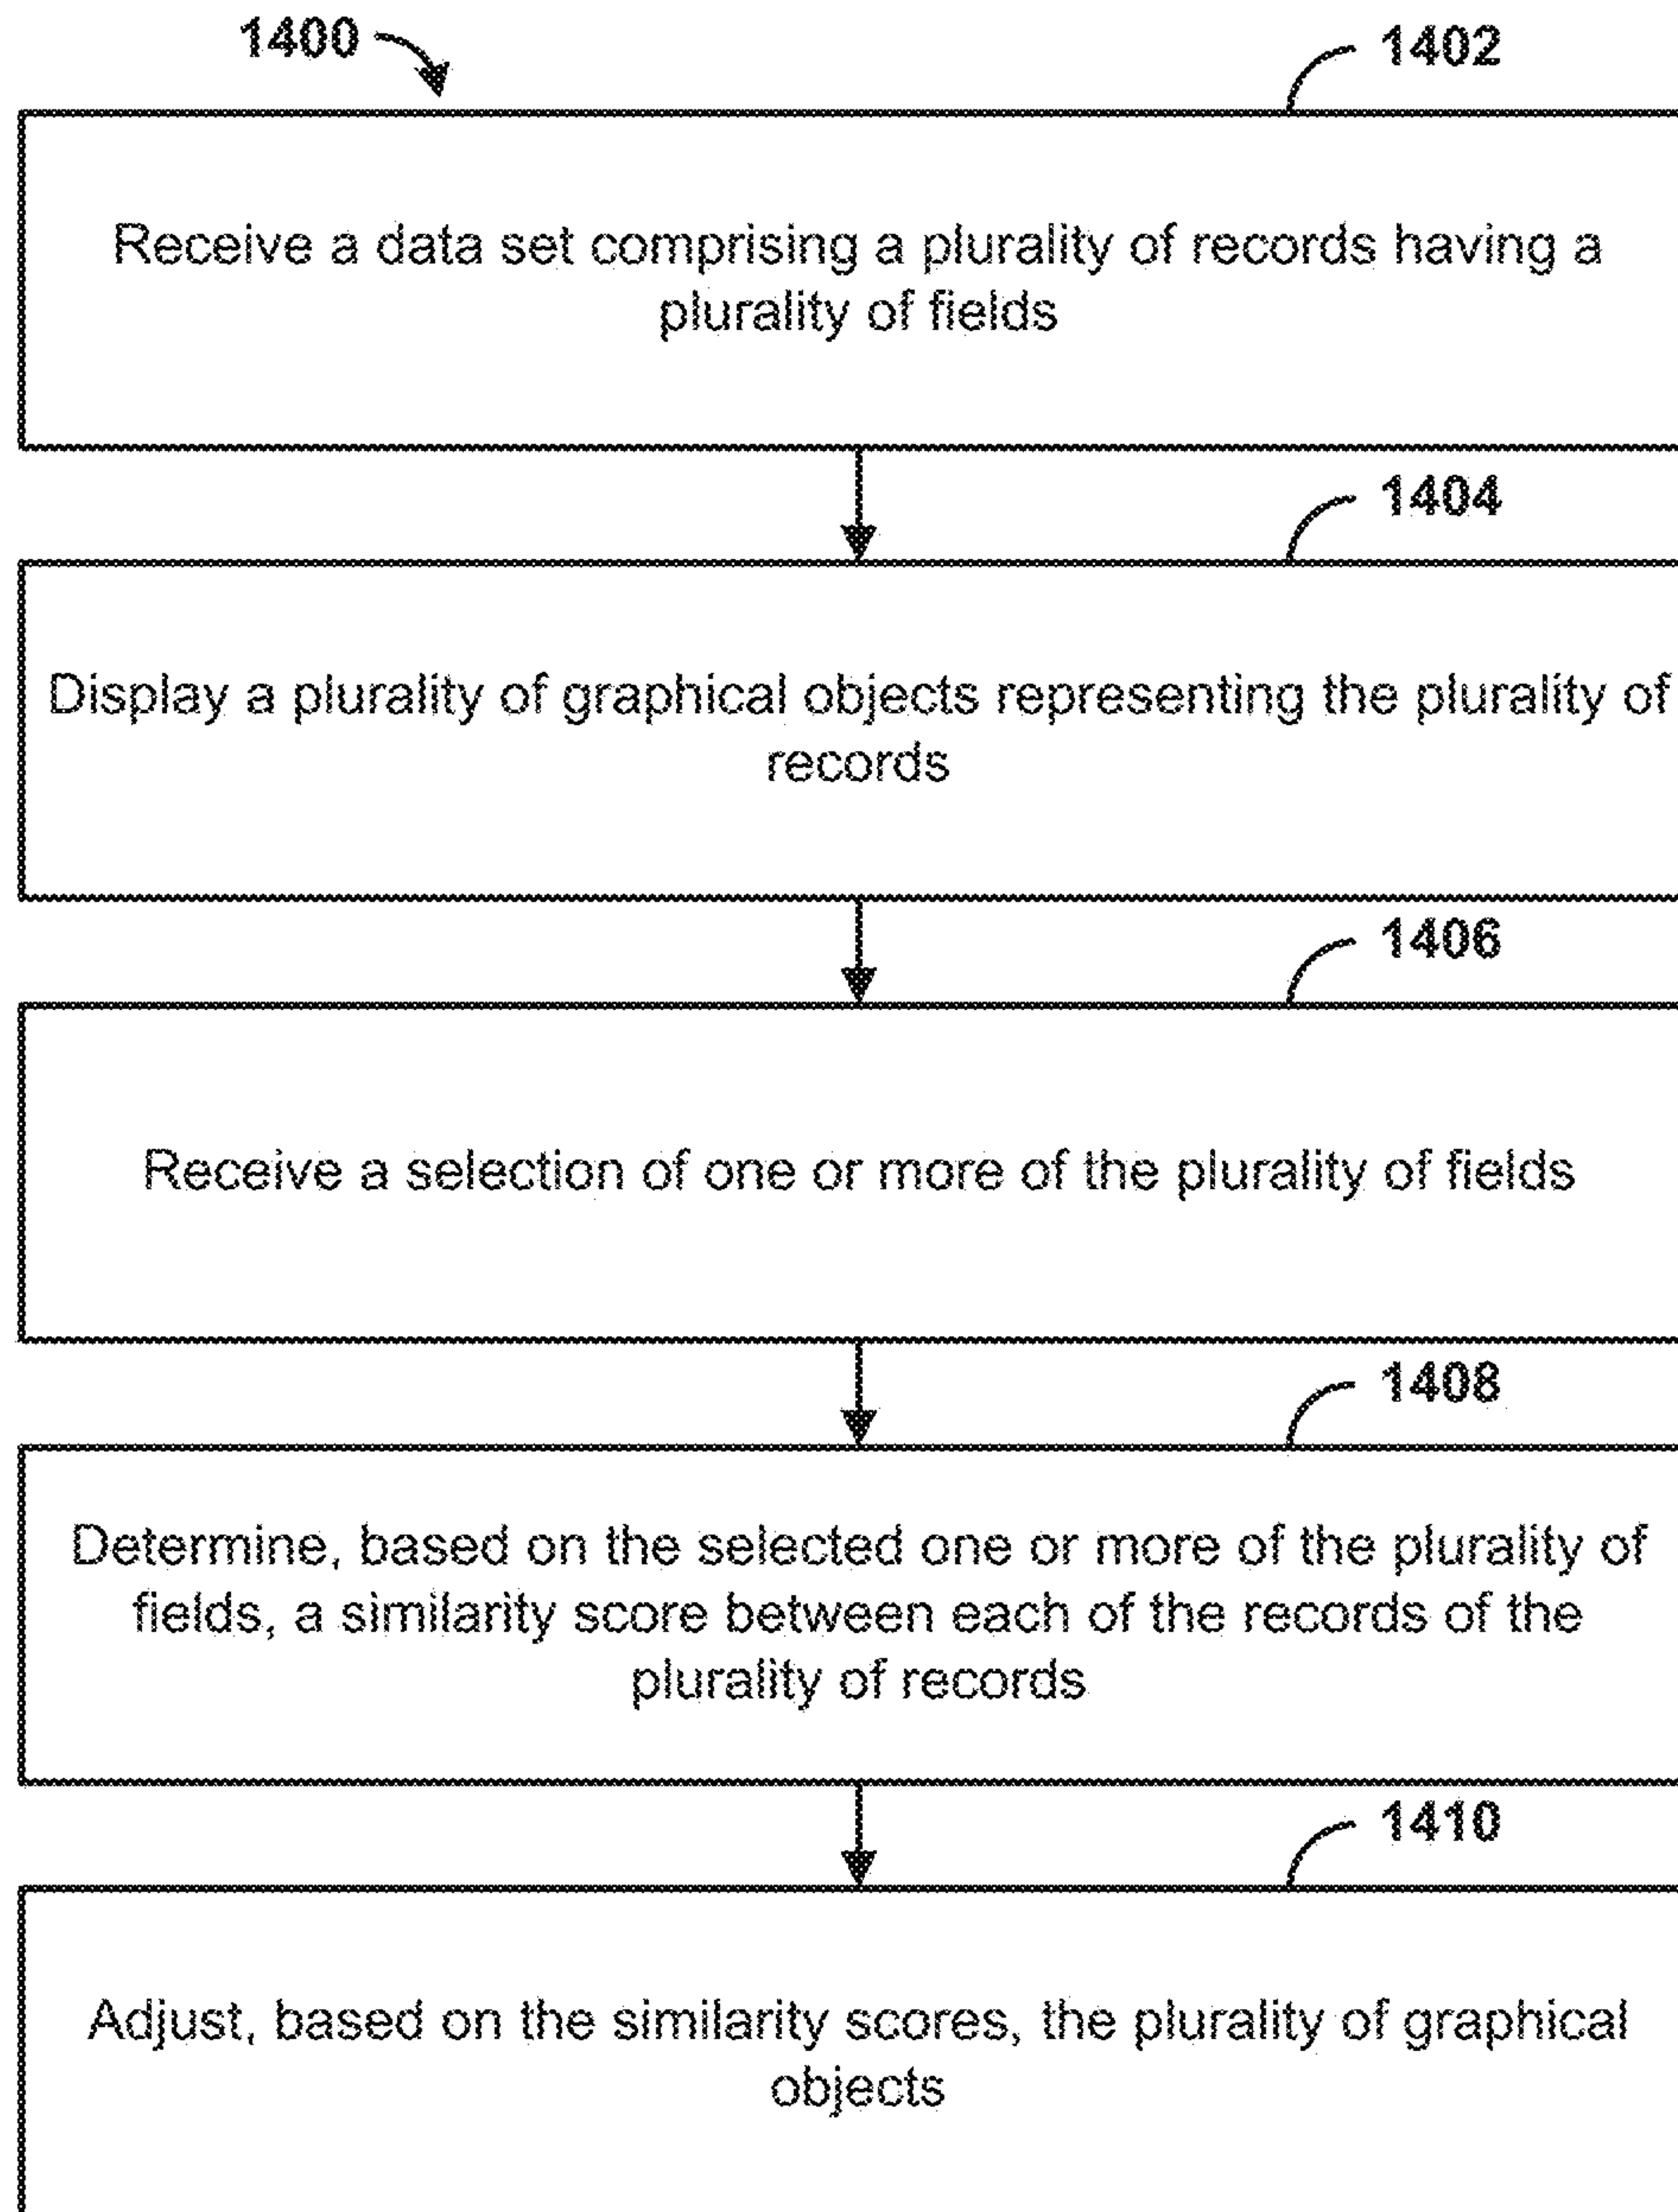 1400
1402
Receive a data set comprising a plurality of records having a
plurality of fields
1404
Display a plurality of graphical objects representing the plurality of
records
1406
Receive a selection of one or more of the plurality of fields
1408
Determine, based on the selected one or more of the plurality of
fields, a similarity score between each of the records of the
plurality of records
1410
Adjust, based on the similarity scores, the plurality of graphical
objects